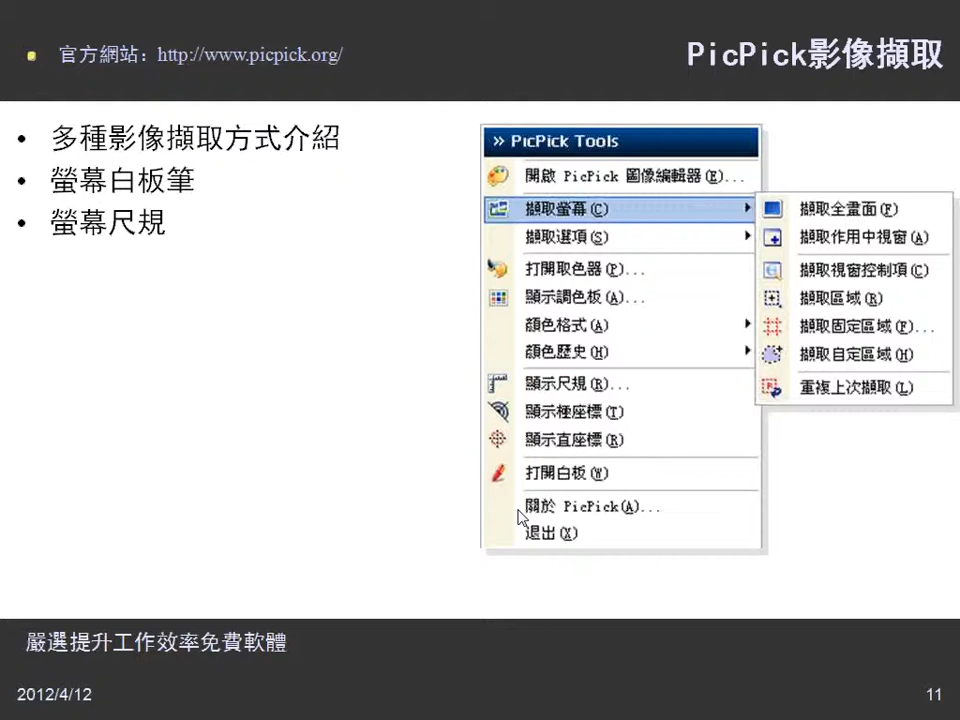 官方網站：http://www.picpick.org/
PicPick影像擷取
多種影像擷取方式介紹
螢幕白板筆
螢幕尺規
» PicPick Tools
開啟 PicPick 圖像編輯器(E)...
擷取螢幕(C)
擷取選項(S)
打開取色器(P)...
顯示調色板(A)...
顏色格式(A)
顏色歷史(H)
顯示尺規(R)...
顯示極座標(T)
顯示直座標(R)
打開白板(W)
關於 PicPick(A)...
退出(X)
擷取全畫面(F)
擷取作用中視窗(A)
擷取視窗控制項(C)
擷取區域(R)
擷取固定區域(F)...
擷取自定區域(H)
重複上次擷取(L)
嚴選提升工作效率免費軟體
2012/4/12
11